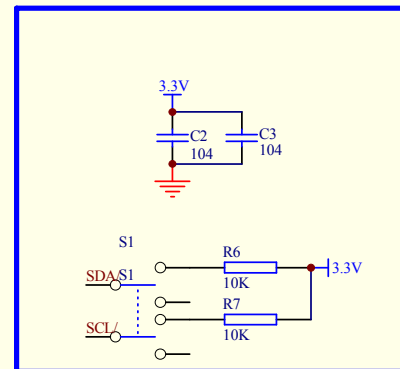 3.3V
C2
C3
104
104
S1
R6
SDA/
S1
3.3V
10K
R7
SCL/
10K